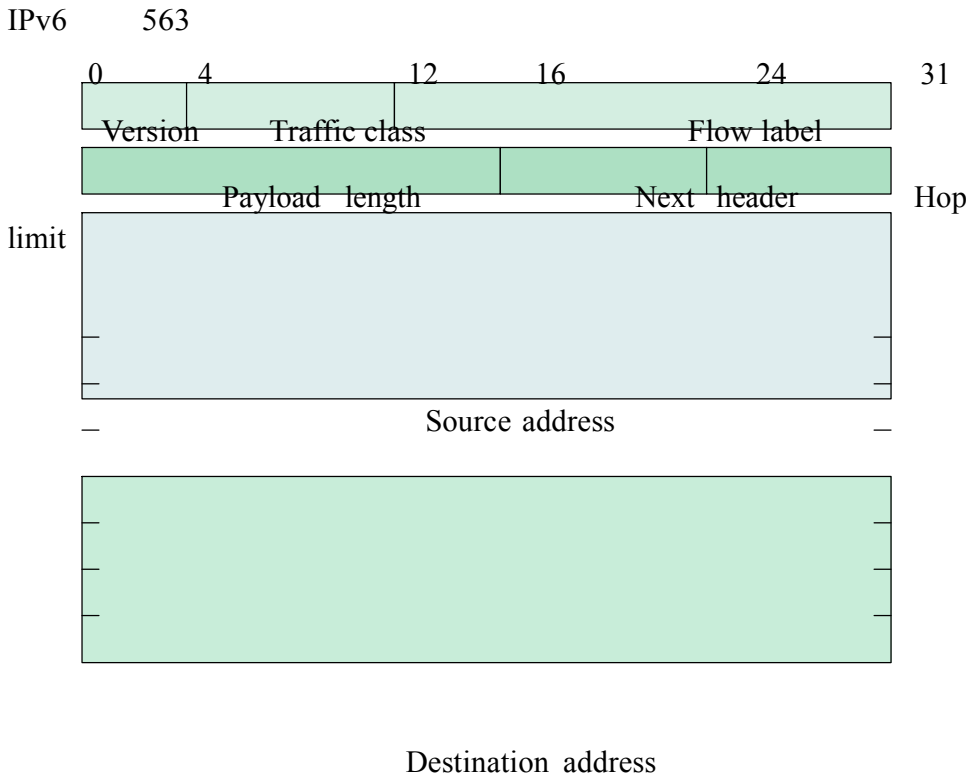 IPv6 563
0 4 12 16 24 31
Version Traffic class Flow label
Payload length Next header Hop
limit
Source address
Destination address